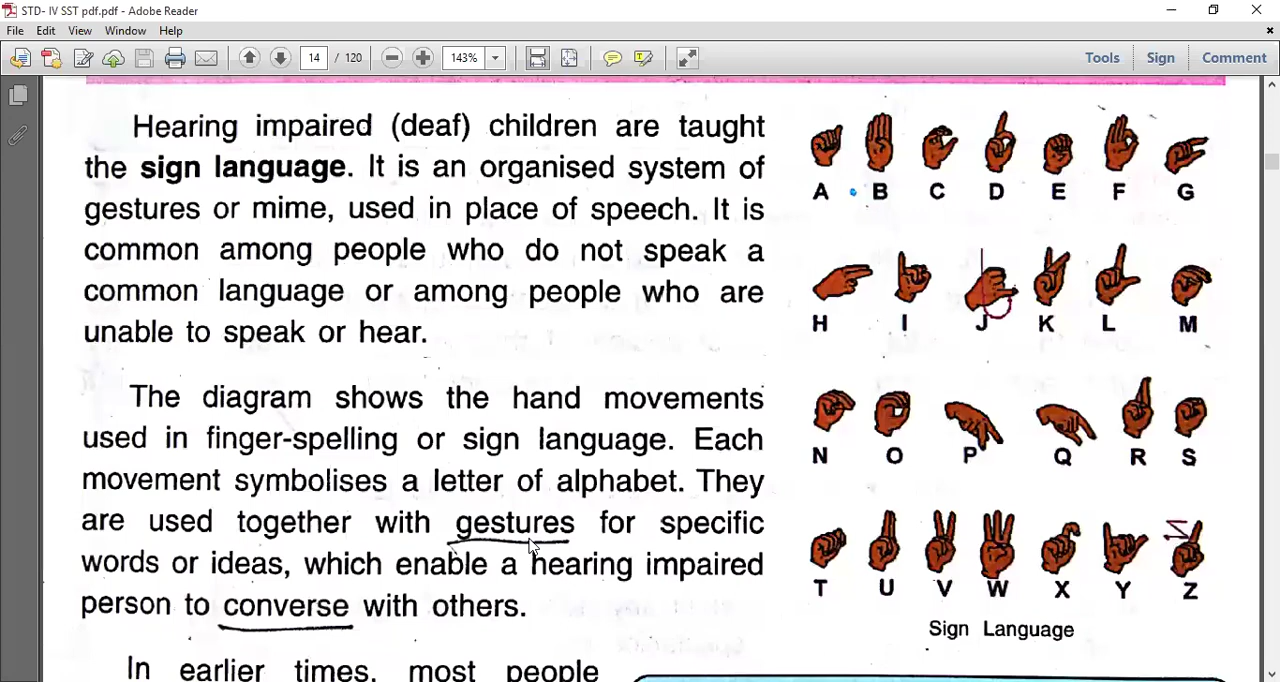 STD- IV SST pdf.pdf - Adobe Reader
File Edit View Window Help
14 / 120 143% Tools Sign Comment
Hearing impaired (deaf) children are taught
the sign language. It is an organised system of
gestures or mime, used in place of speech. It is
common among people who do not speak a
common language or among people who are
unable to speak or hear.
The diagram shows the hand movements
used in finger-spelling or sign language. Each
movement symbolises a letter of alphabet. They
are used together with gestures for specific
words or ideas, which enable a hearing impaired
person to converse with others.
In earlier times, most people
A B C D E F G
H I J K L M
N O P Q R S
T U V W X Y Z
Sign Language